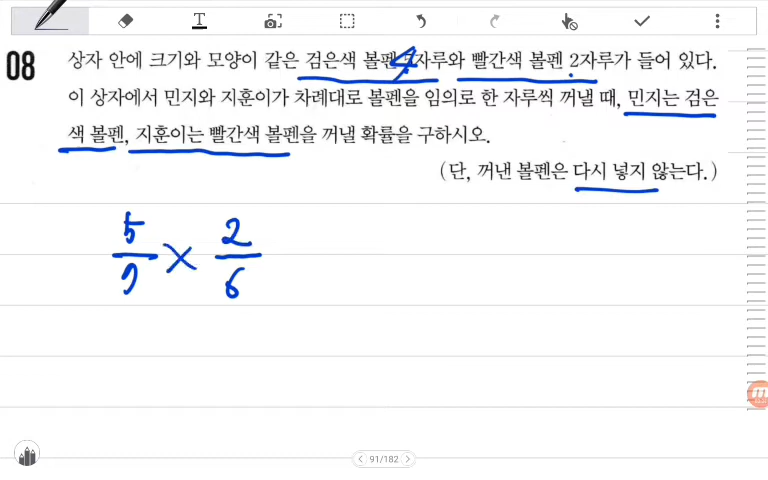 T
08 상자 안에 크기와 모양이 같은 검은색 볼펜 자루와 빨간색 볼펜 2자루가 들어 있다.
이 상자에서 민지와 지훈이가 차례대로 볼펜을 임의로 한 자루씩 꺼낼 때, 민지는 검은
색 볼펜, 지훈이는 빨간색 볼펜을 꺼낼 확률을 구하시오.
(단, 꺼낸 볼펜은 다시 넣지 않는다.)
5 2
×
7 6
91/182